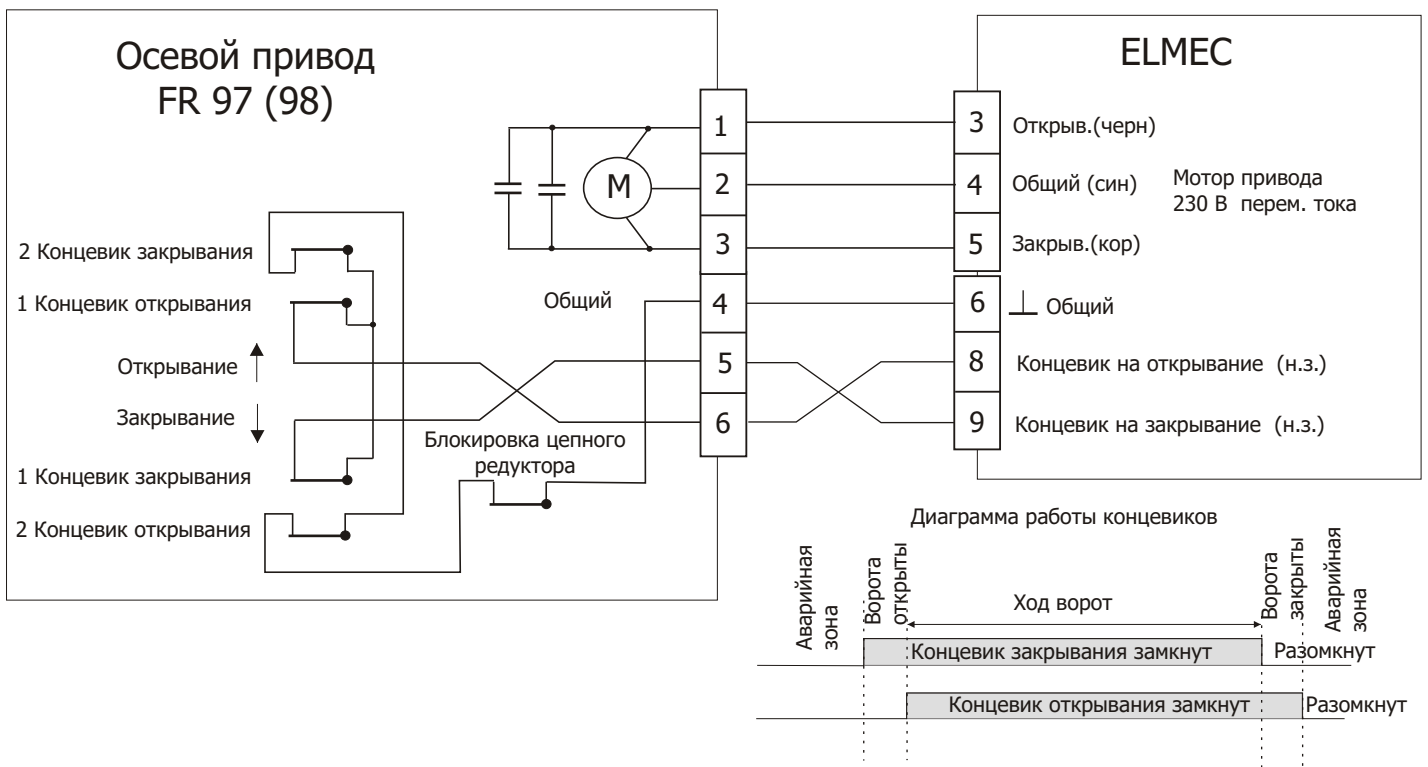 Осевой привод
FR 97 (98)
M
1
2
3
4
5
6
2 Концевик закрывания
1 Концевик открывания
Открывание
Закрывание
1 Концевик закрывания
2 Концевик открывания
Общий
Блокировка цепного
редуктора
ELMEC
3
Открыв.(черн)
4
Общий (син)
5
Закрыв.(кор)
Мотор привода
230 В перем. тока
6
Общий
8
Концевик на открывание (н.з.)
9
Концевик на закрывание (н.з.)
Диаграмма работы концевиков
Аварийная
зона
Ворота
открыты
Ход ворот
Ворота
закрыты
Аварийная
зона
Концевик закрывания замкнут
Разомкнут
Концевик открывания замкнут
Разомкнут